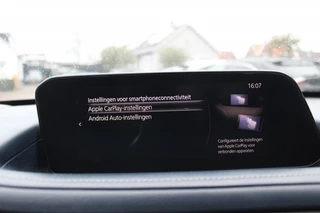 16:07
Instellingen voor smartphoneconnectiviteit
Apple CarPlay-instellingen
Android Auto-instellingen
Configureert de instellingen
van Apple CarPlay voor
verbonden apparaten.